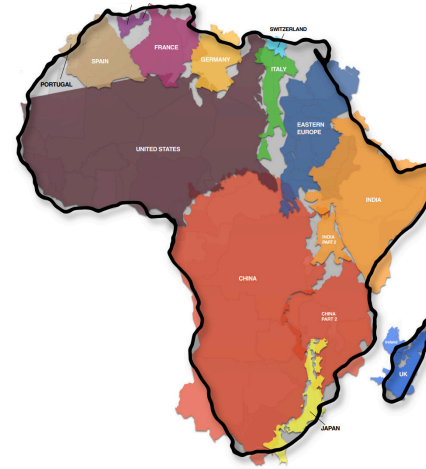 SWITZERLAND
FRANCE
SPAIN
GERMANY
ITALY
PORTUGAL
EASTERN
EUROPE
UNITED STATES
INDIA
INDIA
PART 2
CHINA
CHINA
PART 2
UK
JAPAN